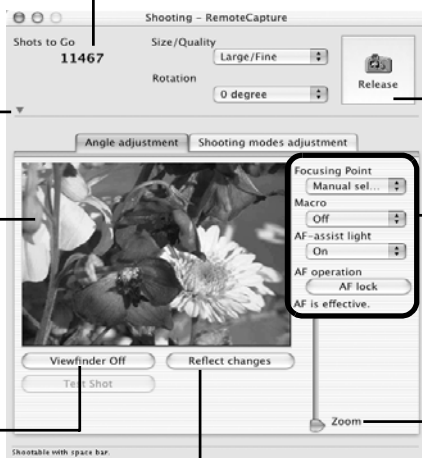 Shooting - RemoteCapture
Shots to Go
11467
Size/Quality
Large/Fine
Rotation
0 degree
Release
Angle adjustment
Shooting modes adjustment
Focusing Point
Manual sel...
Macro
Off
AF-assist light
On
AF operation
AF lock
AF is effective.
Viewfinder Off
Reflect changes
Test Shot
Zoom
Shootable with space bar.